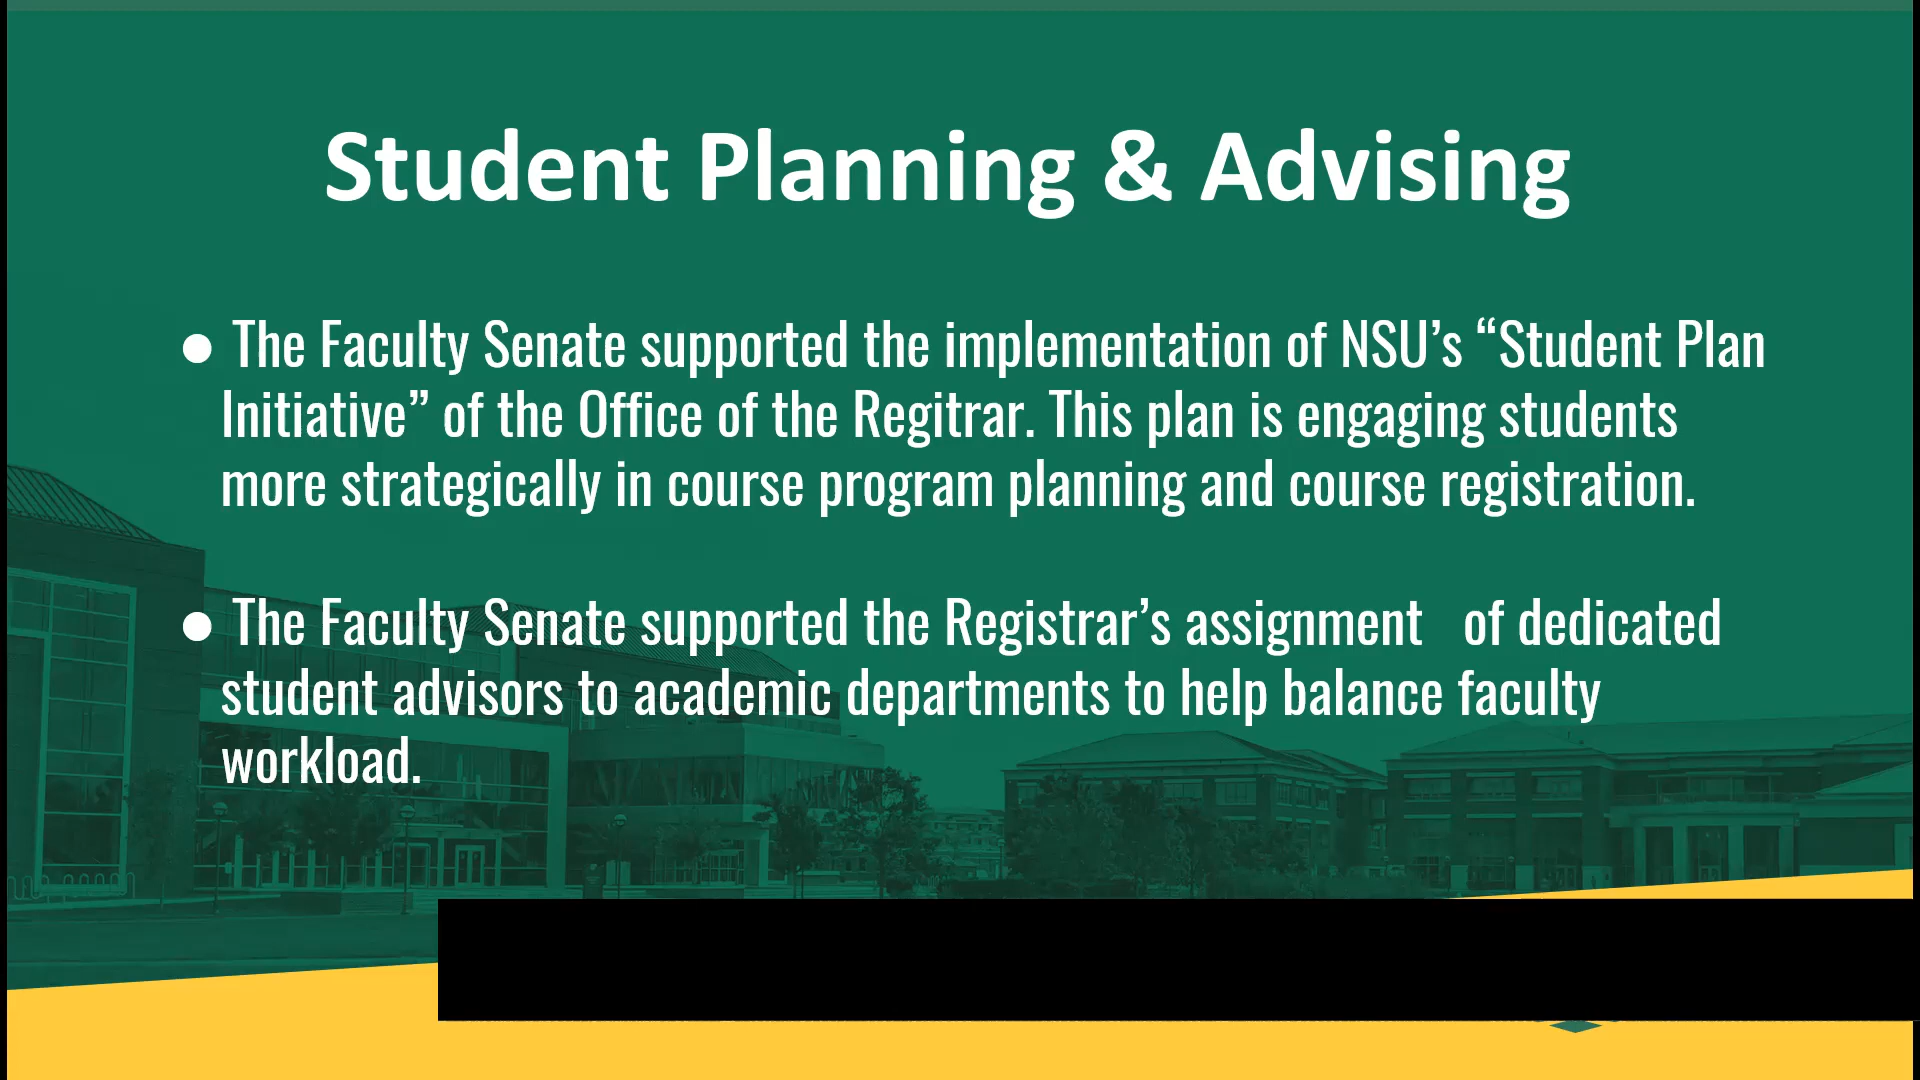 Student Planning & Advising
● The Faculty Senate supported the implementation of NSU’s “Student Plan
Initiative” of the Office of the Regitrar. This plan is engaging students
more strategically in course program planning and course registration.
● The Faculty Senate supported the Registrar’s assignment   of dedicated
student advisors to academic departments to help balance faculty
workload.